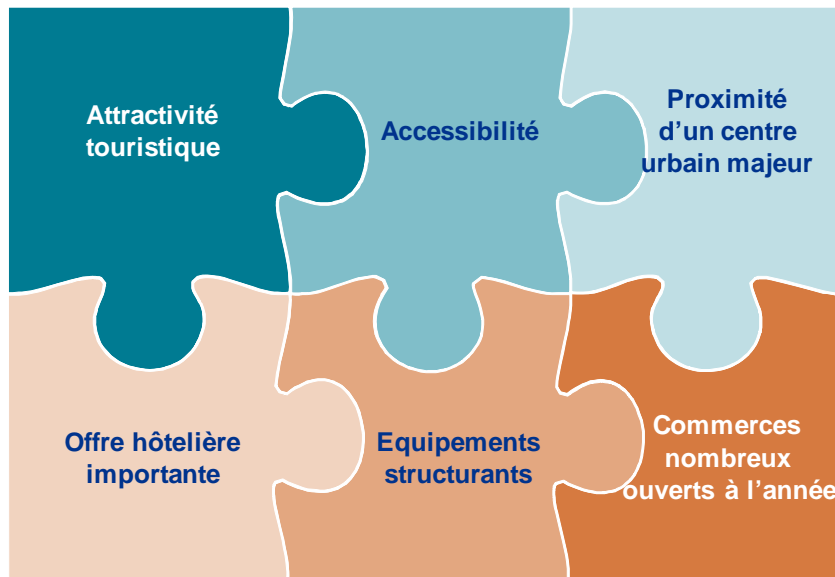 Attractivité
touristique
Accessibilité
Proximité
d’un centre
urbain majeur
Offre hôtelière
importante
Equipements
structurants
Commerces
nombreux
ouverts à l’année